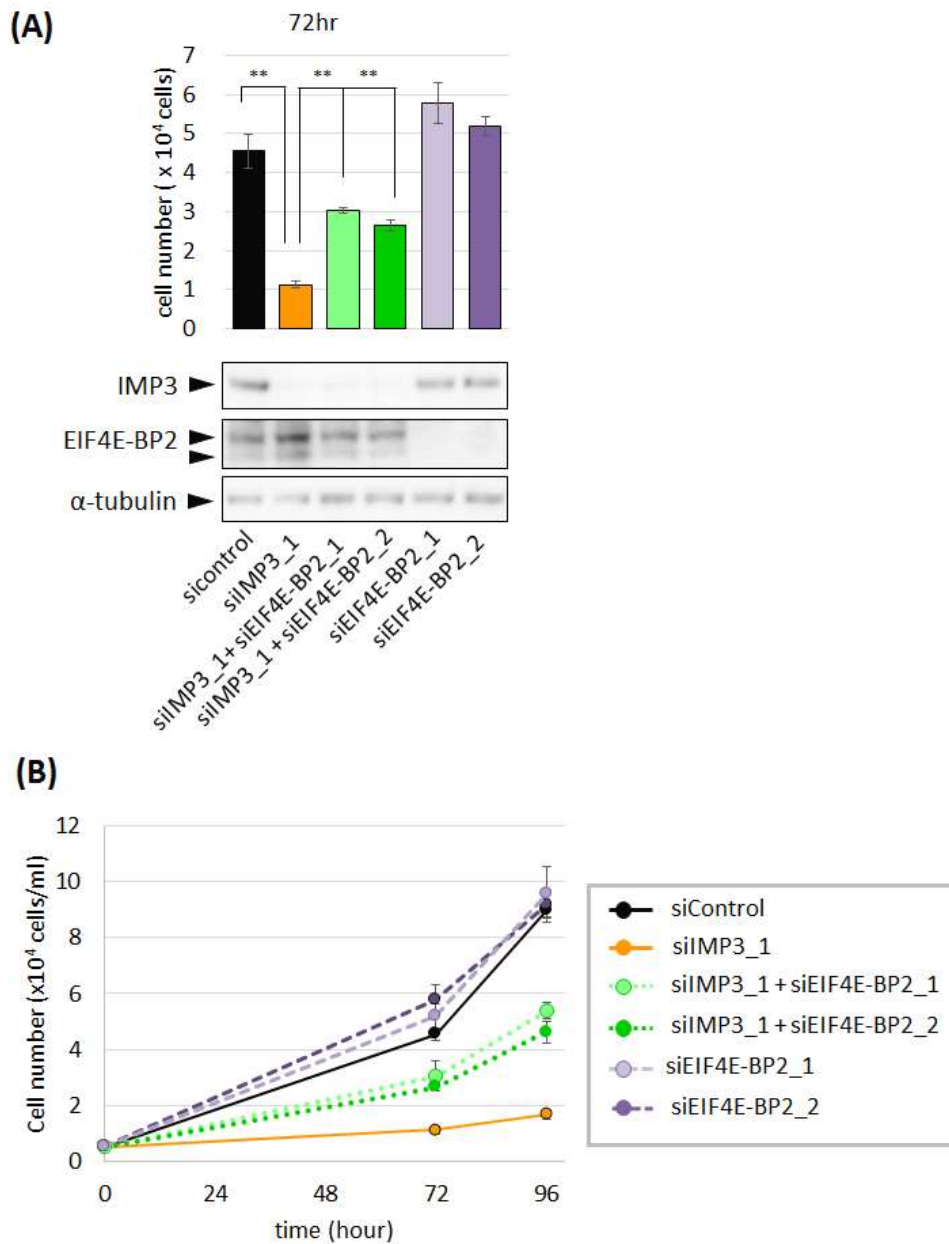 (A)
72hr
7
6
5
4
3
2
1
0
cell number ( x 10⁴ cells)
** ** **
IMP3
EIF4E-BP2
α-tubulin
sicontrol
siIMP3_1
siIMP3_1+siEIF4E-BP2_1
siIMP3_1+siEIF4E-BP2_2
siEIF4E-BP2_1
siEIF4E-BP2_2
(B)
12
10
8
6
4
2
0
Cell number (x10⁴ cells/ml)
0 24 48 72 96
time (hour)
siControl
siIMP3_1
siIMP3_1+siEIF4E-BP2_1
siIMP3_1+siEIF4E-BP2_2
siEIF4E-BP2_1
siEIF4E-BP2_2